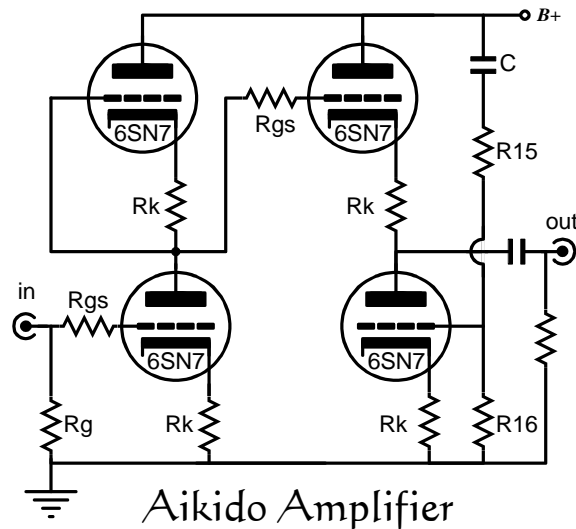 B+
C
6SN7
6SN7
Rgs
R15
Rk
Rk
out
in
Rgs
6SN7
6SN7
Rg
Rk
Rk
R16
Aikido Amplifier